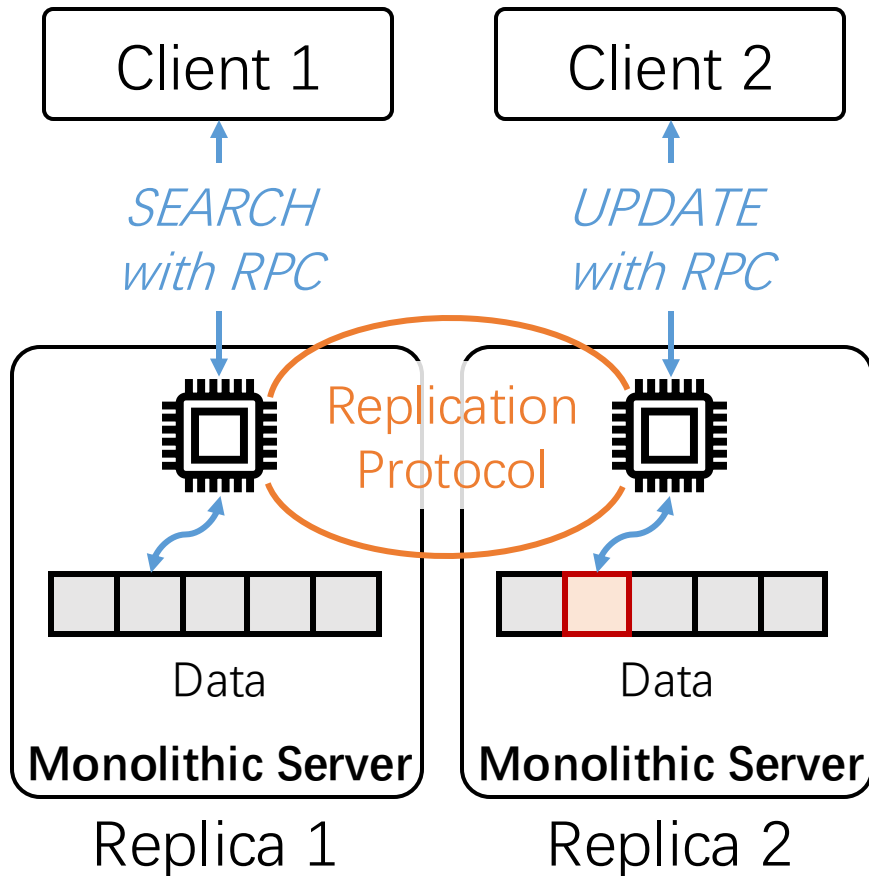 Client 1
Client 2
SEARCH
with RPC
UPDATE
with RPC
Replication
Protocol
Data
Data
Monolithic Server
Monolithic Server
Replica 1
Replica 2